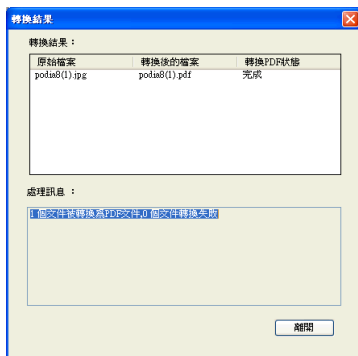 轉換結果
轉換結果：
原始檔案 轉換後的檔案 轉換PDF狀態
podia8(1).jpg podia8(1).pdf 完成
處理訊息 ：
1 個文件被轉換為PDF文件,0 個文件轉換失敗
離開